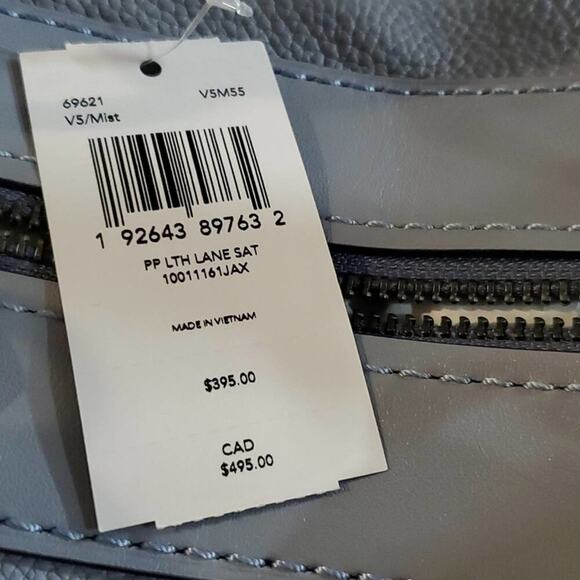 69621 V5M55
V5/Mist
1 92643 89763 2
PP LTH LANE SAT
10011161JAX
MADE IN VIETNAM
$395.00
CAD
$495.00